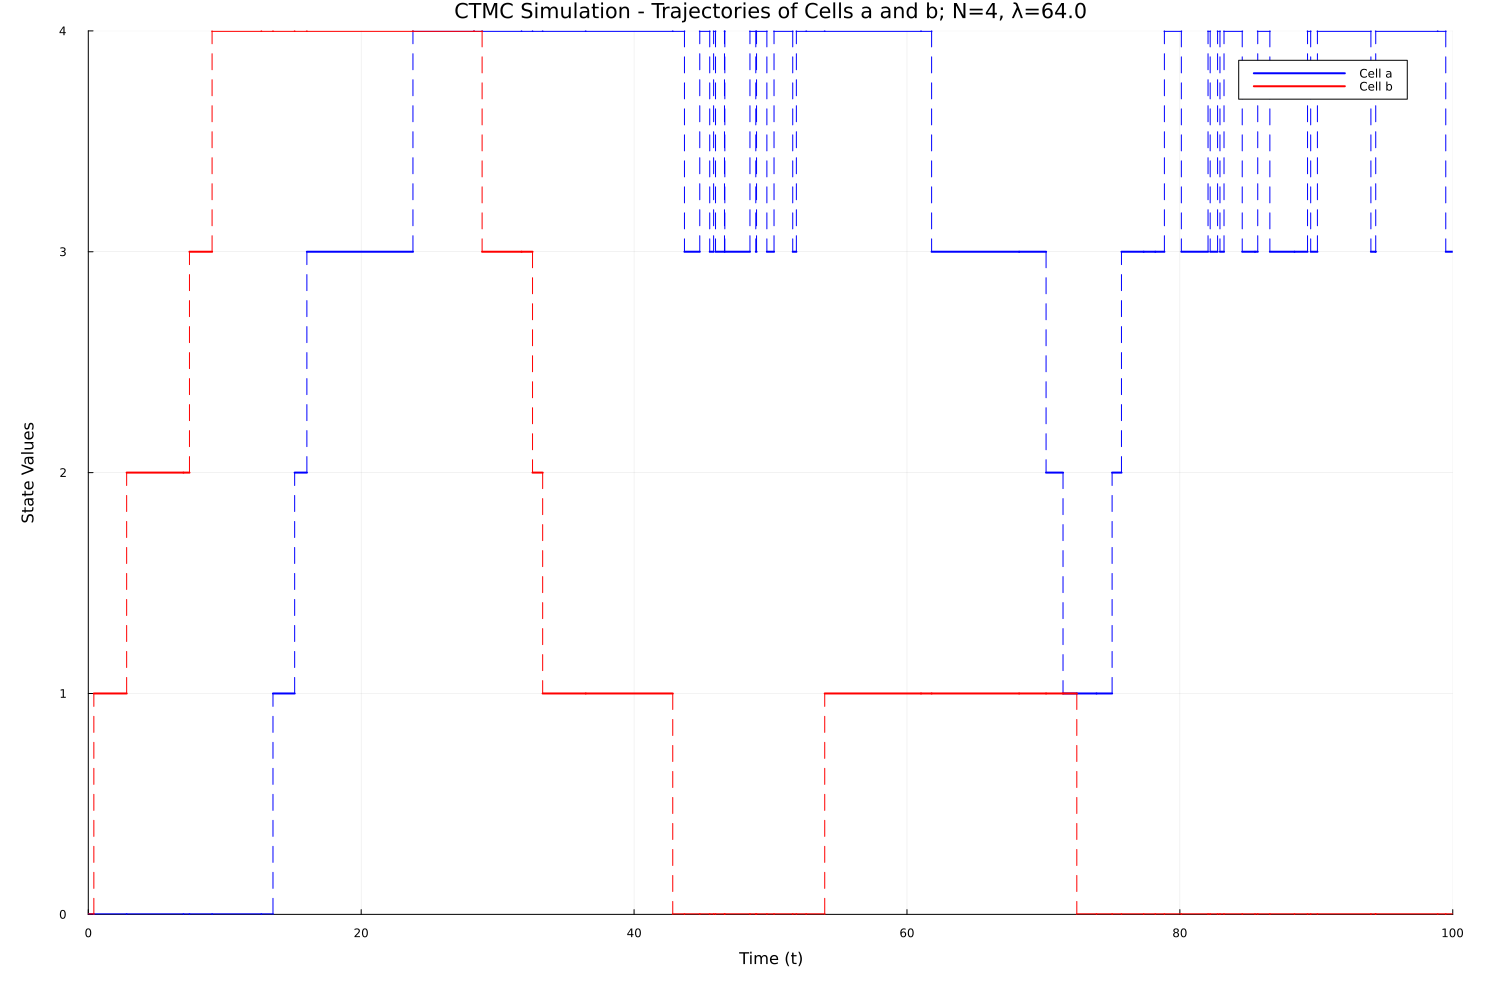 CTMC Simulation - Trajectories of Cells a and b; N=4, λ=64.0
4
Cell a
Cell b
3
State Values
2
1
0
0 20 40 60 80 100
Time (t)